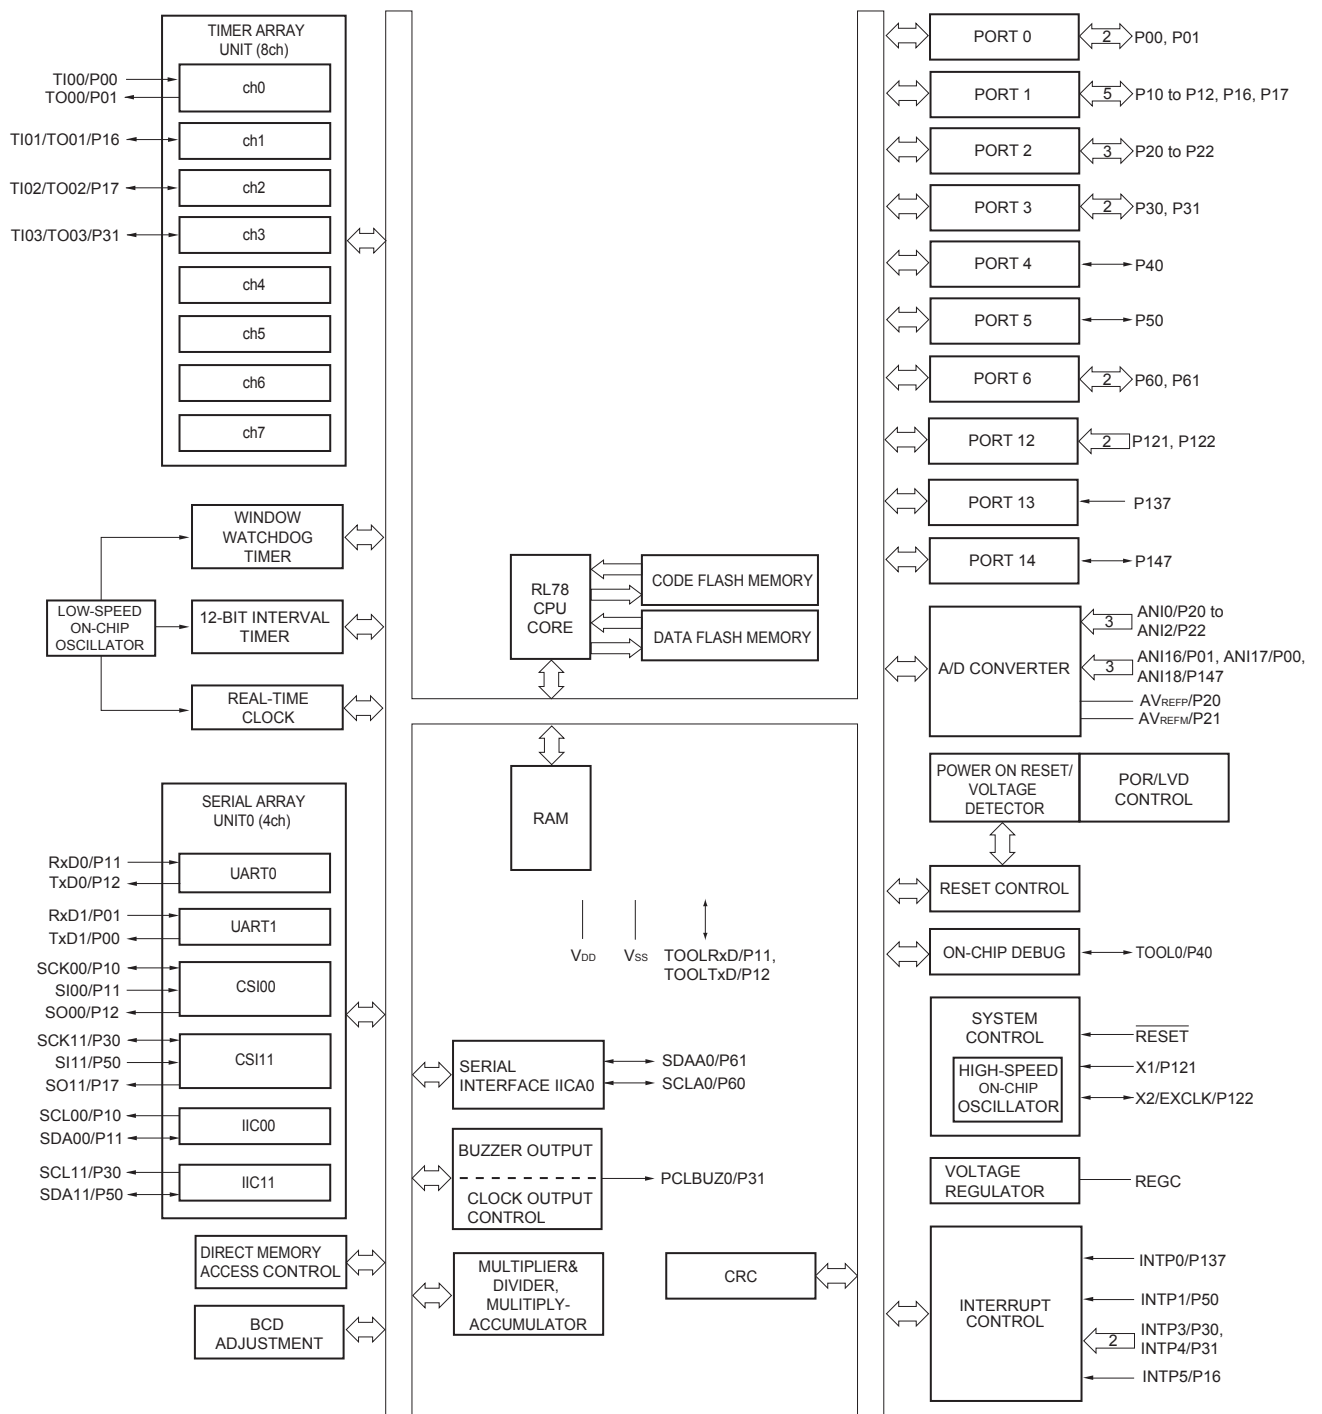 TIMER ARRAY
UNIT (8ch)
TI00/P00
TO00/P01
ch0
TI01/TO01/P16
ch1
TI02/TO02/P17
ch2
TI03/TO03/P31
ch3
ch4
ch5
ch6
ch7
WINDOW
WATCHDOG
TIMER
LOW-SPEED
ON-CHIP
OSCILLATOR
12-BIT INTERVAL
TIMER
REAL-TIME
CLOCK
SERIAL ARRAY
UNIT0 (4ch)
RxD0/P11
TxD0/P12
UART0
RxD1/P01
TxD1/P00
UART1
SCK00/P10
SI00/P11
SO00/P12
CSI00
SCK11/P30
SI11/P50
SO11/P17
CSI11
SCL00/P10
SDA00/P11
IIC00
SCL11/P30
SDA11/P50
IIC11
DIRECT MEMORY
ACCESS CONTROL
BCD
ADJUSTMENT
RL78
CPU
CORE
CODE FLASH MEMORY
DATA FLASH MEMORY
RAM
VDD
VSS
TOOLRxD/P11,
TOOLTxD/P12
SERIAL
INTERFACE IICA0
SDAA0/P61
SCLA0/P60
BUZZER OUTPUT
CLOCK OUTPUT
CONTROL
PCLBUZ0/P31
MULTIPLIER&
DIVIDER,
MULITIPLY-
ACCUMULATOR
CRC
PORT 0
2
P00, P01
PORT 1
5
P10 to P12, P16, P17
PORT 2
3
P20 to P22
PORT 3
2
P30, P31
PORT 4
P40
PORT 5
P50
PORT 6
2
P60, P61
PORT 12
2
P121, P122
PORT 13
P137
PORT 14
P147
A/D CONVERTER
3
ANI0/P20 to
ANI2/P22
3
ANI16/P01, ANI17/P00,
ANI18/P147
AVREFP/P20
AVREFM/P21
POWER ON RESET/
VOLTAGE
DETECTOR
POR/LVD
CONTROL
RESET CONTROL
ON-CHIP DEBUG
TOOL0/P40
SYSTEM
CONTROL
HIGH-SPEED
ON-CHIP
OSCILLATOR
RESET
X1/P121
X2/EXCLK/P122
VOLTAGE
REGULATOR
REGC
INTERRUPT
CONTROL
INTP0/P137
INTP1/P50
2
INTP3/P30,
INTP4/P31
INTP5/P16